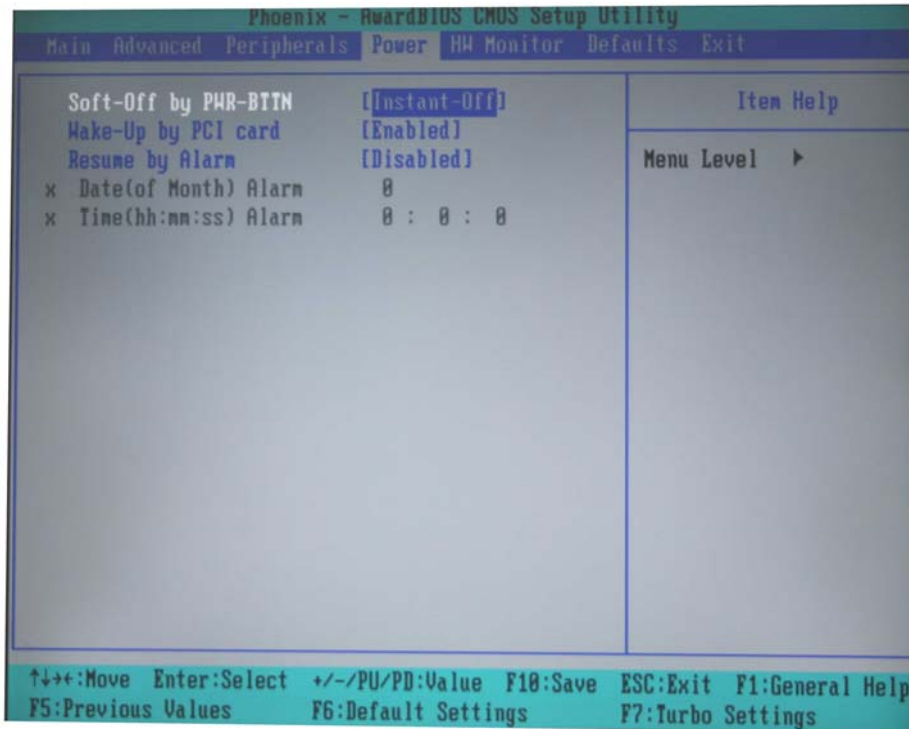 Phoenix - AwardBIOS CMOS Setup Utility
Main Advanced Peripherals Power HW Monitor Defaults Exit
Soft-Off by PWR-BTTN [Instant-Off]
Wake-Up by PCI card [Enabled]
Resume by Alarm [Disabled]
x Date(of Month) Alarm 0
x Time(hh:mm:ss) Alarm 0 : 0 : 0
Item Help
Menu Level ►
↑↓→←:Move Enter:Select +/-/PU/PD:Value F10:Save ESC:Exit F1:General Help
F5:Previous Values F6:Default Settings F7:Turbo Settings